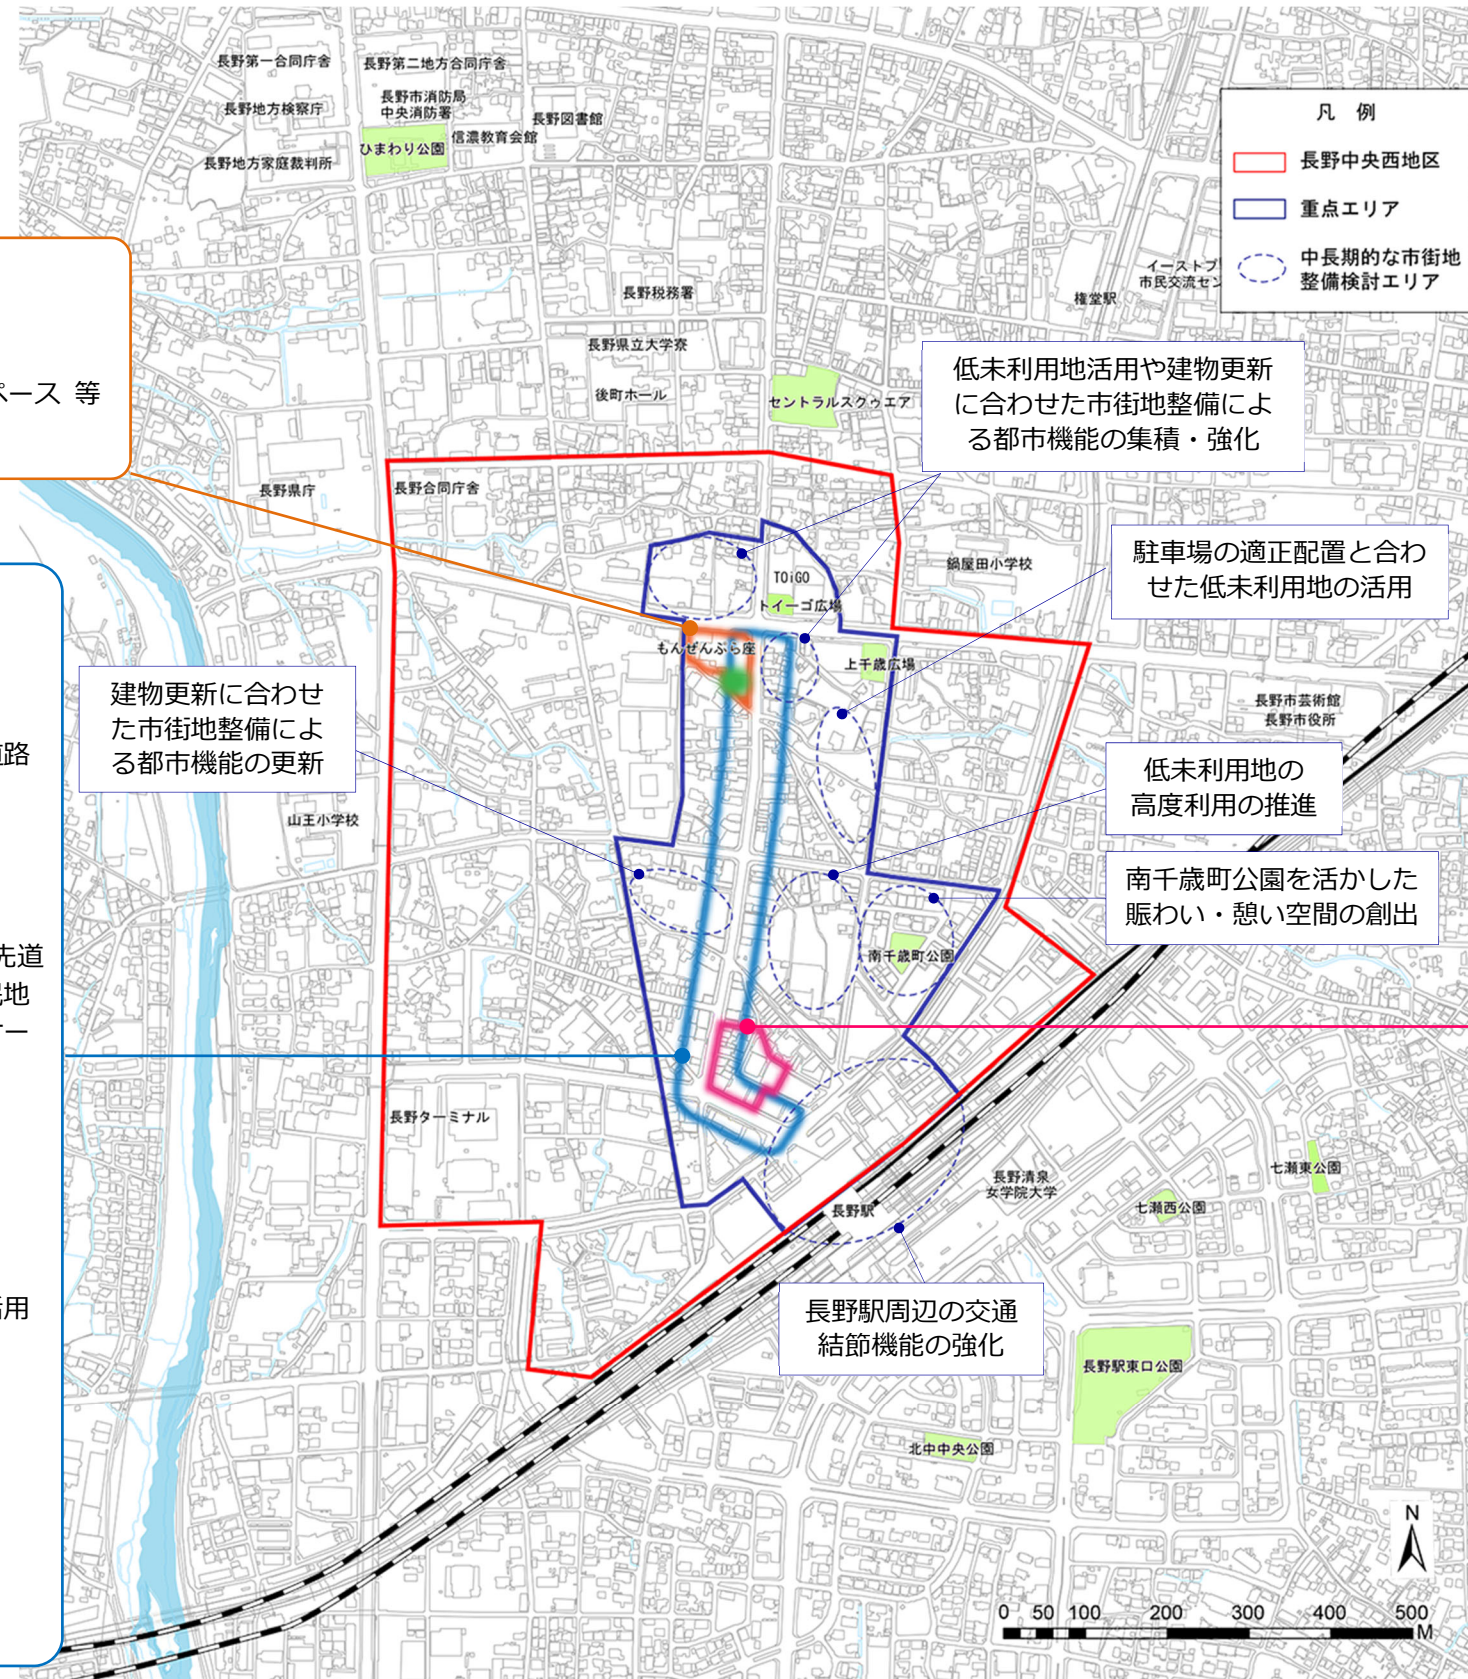 長野第一合同庁舎
長野第二地方合同庁舎
長野地方検察庁
長野市消防局
中央消防署
長野図書館
信濃教育会館
ひまわり公園
長野地方家庭裁判所
凡 例
長野中央西地区
重点エリア
中長期的な市街地
整備検討エリア
イーストプ
市民交流セン
権堂駅
長野税務署
長野県立大学寮
後町ホール
セントラルスクゥエア
低未利用地活用や建物更新
に合わせた市街地整備によ
る都市機能の集積・強化
ペース 等
長野県庁
長野合同庁舎
TOiGO
トイーゴ広場
鍋屋田小学校
駐車場の適正配置と合わ
せた低未利用地の活用
もんぜんぷら座
上千歳広場
長野市芸術館
長野市役所
建物更新に合わせ
た市街地整備によ
る都市機能の更新
道路
山王小学校
低未利用地の
高度利用の推進
南千歳町公園を活かした
賑わい・憩い空間の創出
南千歳町公園
先道
地
ー
長野ターミナル
長野駅
長野清泉
女学院大学
七瀬東公園
七瀬西公園
活用
長野駅周辺の交通
結節機能の強化
長野駅東口公園
北中中央公園
N
0 50 100 200 300 400 500
M